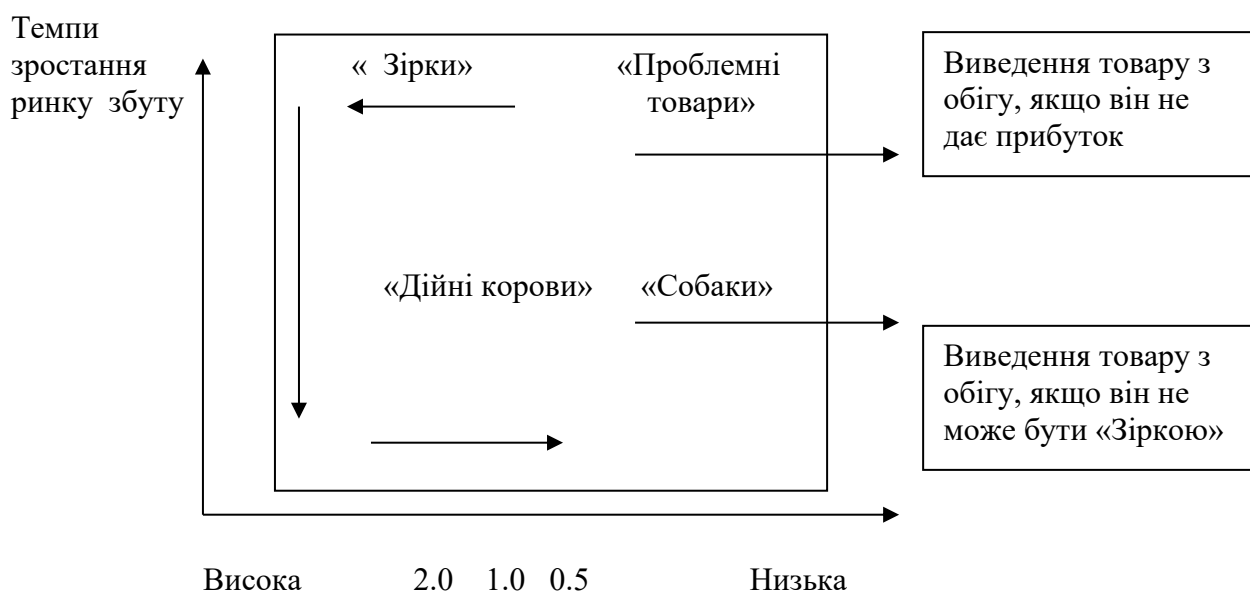 Темпи
зростання
ринку збуту
« Зірки»
«Проблемні
товари»
Виведення товару з
обігу, якщо він не
дає прибуток
«Дійні корови»
«Собаки»
Виведення товару з
обігу, якщо він не
може бути «Зіркою»
Висока 2.0 1.0 0.5 Низька